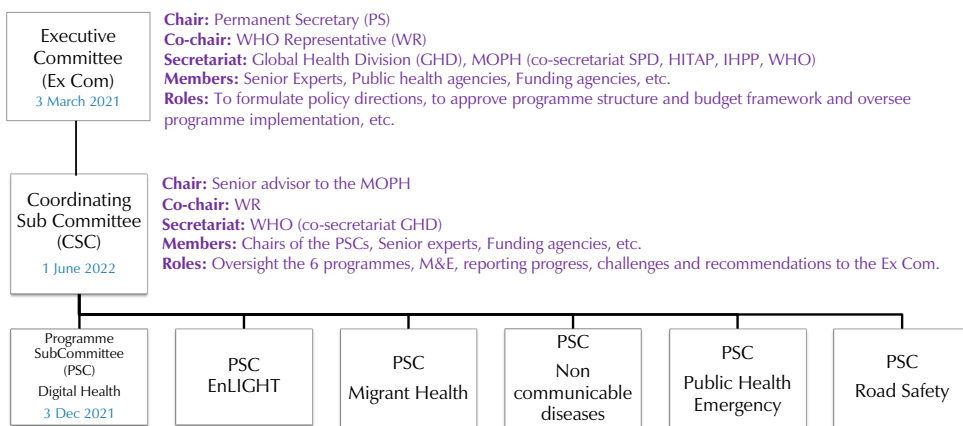 Executive
Committee
(Ex Com)
3 March 2021
Chair: Permanent Secretary (PS)
Co-chair: WHO Representative (WR)
Secretariat: Global Health Division (GHD), MOPH (co-secretariat SPD, HITAP, IHPP, WHO)
Members: Senior Experts, Public health agencies, Funding agencies, etc.
Roles: To formulate policy directions, to approve programme structure and budget framework and oversee
programme implementation, etc.
Coordinating
Sub Committee
(CSC)
1 June 2022
Chair: Senior advisor to the MOPH
Co-chair: WR
Secretariat: WHO (co-secretariat GHD)
Members: Chairs of the PSCs, Senior experts, Funding agencies, etc.
Roles: Oversight the 6 programmes, M&E, reporting progress, challenges and recommendations to the Ex Com.
Programme
SubCommittee
(PSC)
Digital Health
3 Dec 2021
PSC
EnLIGHT
PSC
Migrant Health
PSC
Non
communicable
diseases
PSC
Public Health
Emergency
PSC
Road Safety